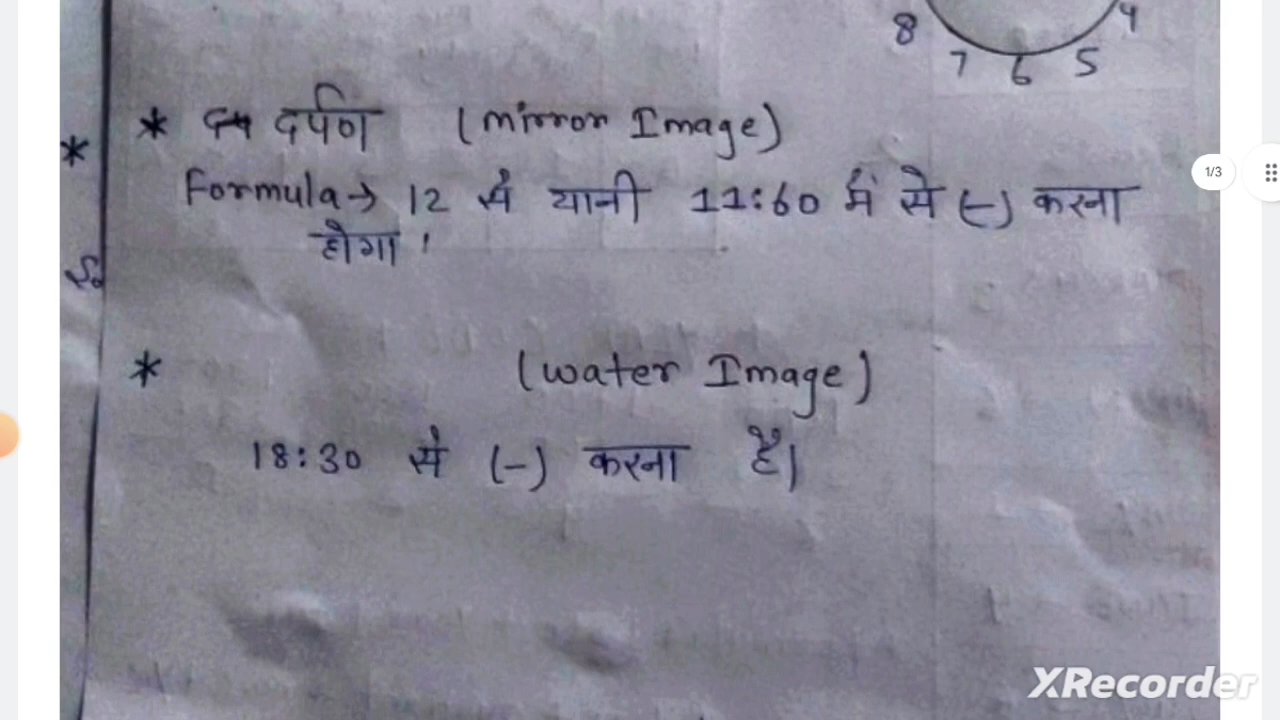 8 7 6 5 4
* दर्पण (mirror Image)
* Formula→ 12 से यानी 11:60 में से (-) करना
होगा।
* (water Image)
18:30 से (-) करना है।
1/3
XRecorder